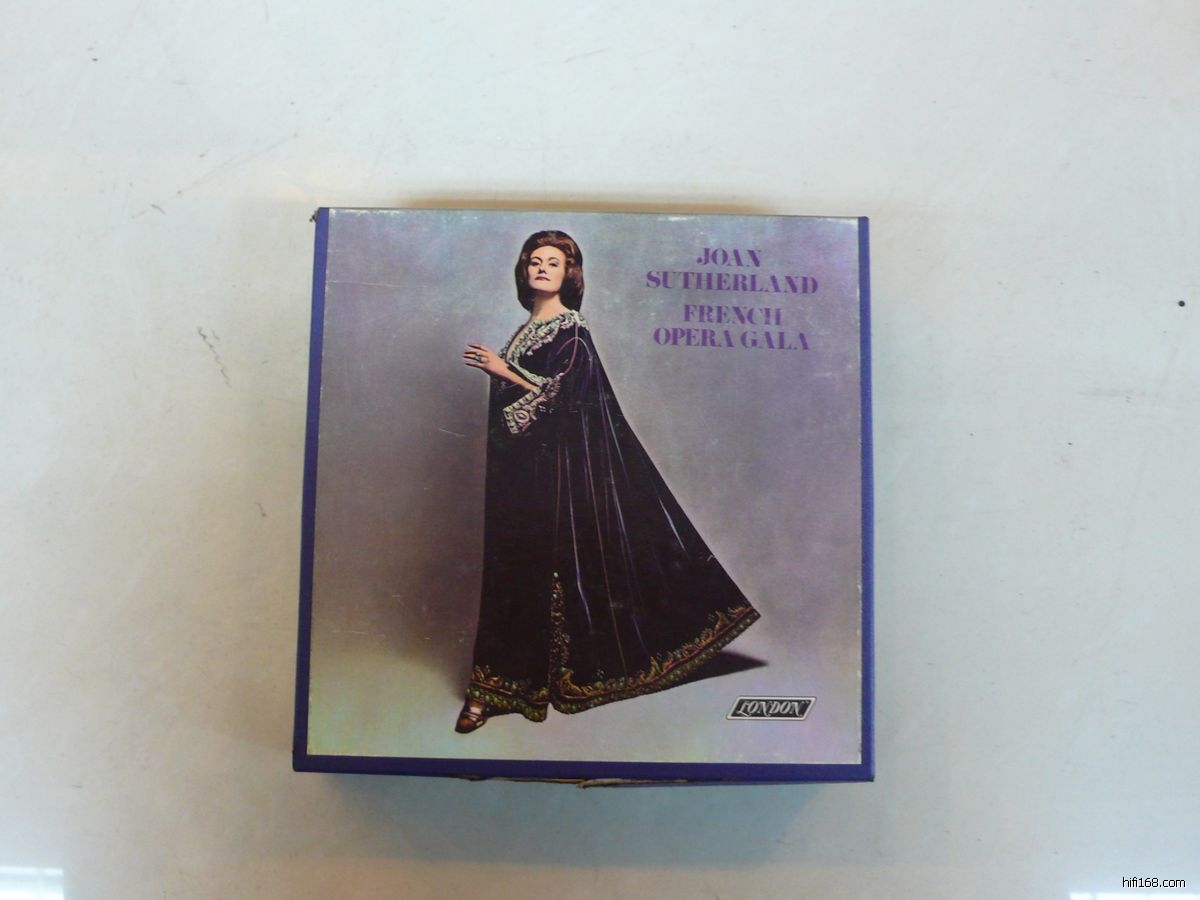 JOAN
SUTHERLAND
FRENCH
OPERA GALA
LONDON
hifi168.com